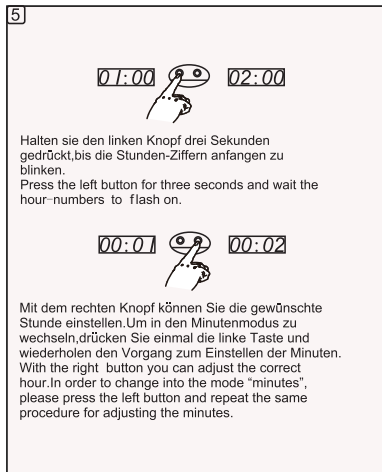 5
01:00 02:00
Halten sie den linken Knopf drei Sekunden
gedrückt,bis die Stunden-Ziffern anfangen zu
blinken.
Press the left button for three seconds and wait the
hour-numbers to flash on.
00:01 00:02
Mit dem rechten Knopf können Sie die gewünschte
Stunde einstellen.Um in den Minutenmodus zu
wechseln,drücken Sie einmal die linke Taste und
wiederholen den Vorgang zum Einstellen der Minuten.
With the right button you can adjust the correct
hour.In order to change into the mode “minutes”,
please press the left button and repeat the same
procedure for adjusting the minutes.